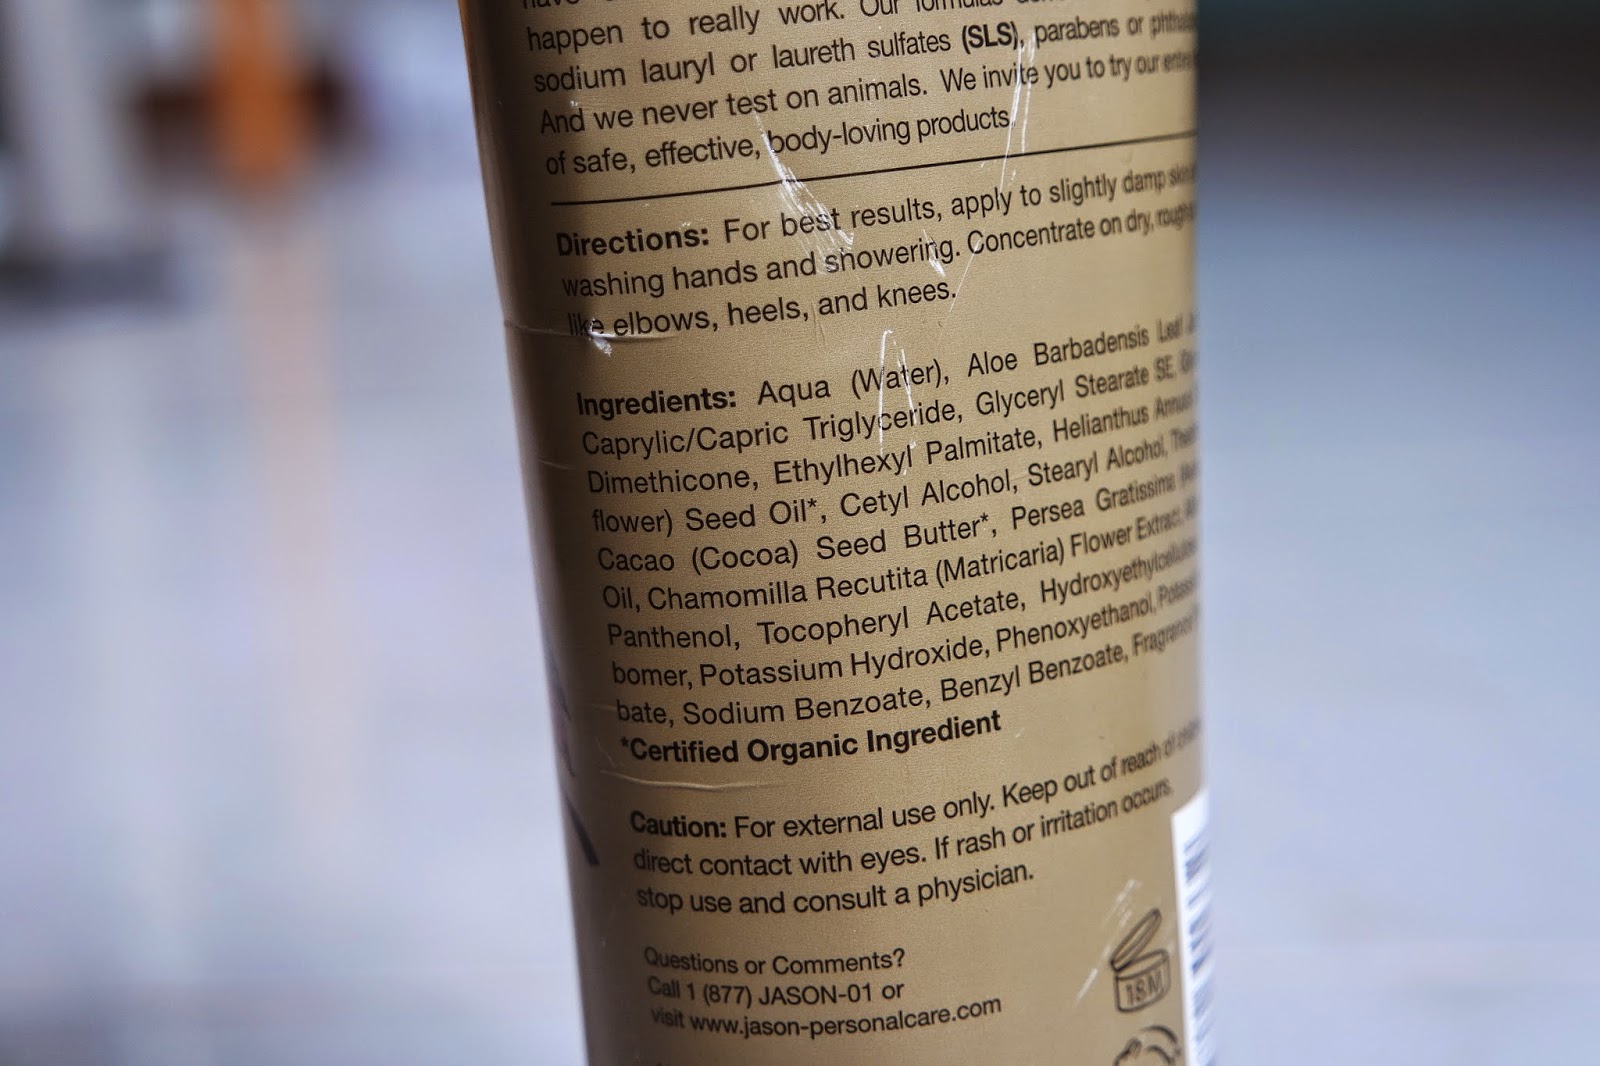 happen to really work. Our formulas
sodium lauryl or laureth sulfates (SLS), parabens or
And we never test on animals. We invite you to try our
of safe, effective, body-loving products.
Directions: For best results, apply to slightly damp
washing hands and showering. Concentrate on dry, rough
like elbows, heels, and knees.
Ingredients: Aqua (Water), Aloe Barbadensis Leaf
Caprylic/Capric Triglyceride, Glyceryl Stearate SE,
Dimethicone, Ethylhexyl Palmitate, Helianthus Annuus
flower) Seed Oil*, Cetyl Alcohol, Stearyl Alcohol,
Cacao (Cocoa) Seed Butter*, Persea Gratissima
Oil, Chamomilla Recutita (Matricaria) Flower Extract,
Panthenol, Tocopheryl Acetate, Hydroxyethylcellulose
bomer, Potassium Hydroxide, Phenoxyethanol,
bate, Sodium Benzoate, Benzyl Benzoate,
*Certified Organic Ingredient
Caution: For external use only. Keep out of reach of
direct contact with eyes. If rash or irritation occurs,
stop use and consult a physician.
Questions or Comments?
Call 1 (877) JASON-01 or
visit www.jason-personalcare.com
18M